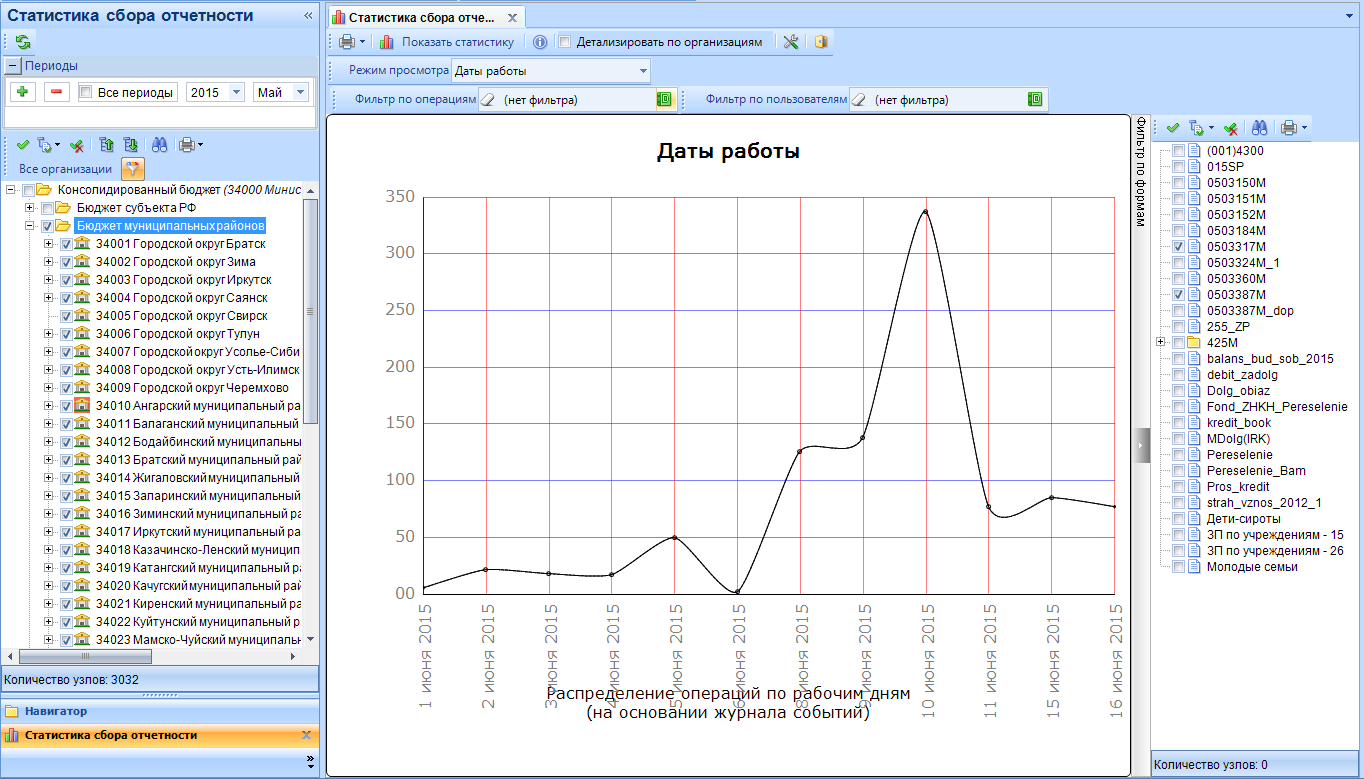 Статистика сбора отчетности
Периоды
Все периоды
2015
Май
Все организации
Консолидированный бюджет (34000 Минис
Бюджет субъекта РФ
Бюджет муниципальных районов
34001 Городской округ Братск
34002 Городской округ Зима
34003 Городской округ Иркутск
34004 Городской округ Саянск
34005 Городской округ Свирск
34006 Городской округ Тулун
34007 Городской округ Усолье-Сиби
34008 Городской округ Усть-Илимск
34009 Городской округ Черемхово
34010 Ангарский муниципальный ра
34011 Балаганский муниципальный
34012 Бодайбинский муниципальны
34013 Братский муниципальный рай
34014 Жигаловский муниципальный
34015 Заларинский муниципальный
34016 Зиминский муниципальный ра
34017 Иркутский муниципальный ра
34018 Казачинско-Ленский муницип
34019 Катангский муниципальный ра
34020 Качугский муниципальный рай
34021 Киренский муниципальный ра
34022 Куйтунский муниципальный р
34023 Мамско-Чуйский муниципальн
Количество узлов: 3032
Навигатор
Статистика сбора отчетности
Статистика сбора отче...
Показать статистику
Детализировать по организациям
Режим просмотра
Даты работы
Фильтр по операциям
(нет фильтра)
Фильтр по пользователям
(нет фильтра)
Даты работы
350
300
250
200
150
100
50
00
1 июня 2015
2 июня 2015
3 июня 2015
4 июня 2015
5 июня 2015
6 июня 2015
8 июня 2015
9 июня 2015
10 июня 2015
11 июня 2015
15 июня 2015
16 июня 2015
Распределение операций по рабочим дням
(на основании журнала событий)
Фильтр по формам
(001)4300
015SP
0503150M
0503151M
0503152M
0503184M
0503317M
0503324M_1
0503360M
0503387M
0503387M_dop
255_ZP
425M
balans_bud_sob_2015
debit_zadolg
Dolg_obiaz
Fond_ZHKH_Pereselenie
kredit_book
MDolg(IRK)
Pereselenie
Pereselenie_Bam
Pros_kredit
strah_vznos_2012_1
Дети-сироты
ЗП по учреждениям - 15
ЗП по учреждениям - 26
Молодые семьи
Количество узлов: 0